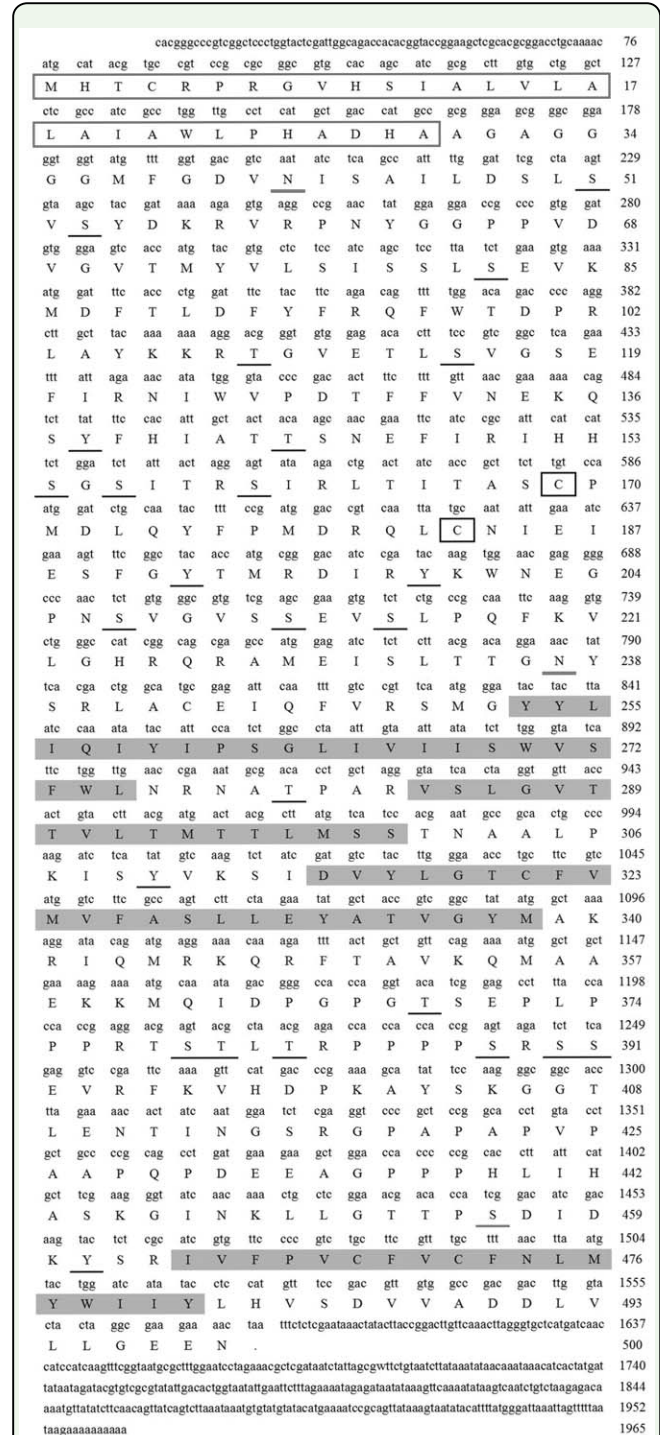 cacgggcccgtcggctccctggtactcgattggcagaccacacggtaccggaagctcgcacgcggacctgcaaaac 76
atg cat acg tgc cgt ccg cgc ggc gtg cac agc atc gcg ctt gtg ctg gct 127
M H T C R P R G V H S I A L V L A 17
ctc gcc atc gcc tgg ttg cct cat gct gac cat gcc gcg gga gcg ggc gga 178
L A I A W L P H A D H A A G A G G 34
ggt ggt atg ttt ggt gac gtc aat atc tca gcc att ttg gat tcg cta agt 229
G G M F G D V N I S A I L D S L S 51
gta agc tac gat aaa aga gtg agg ccg aac tat gga gga ccg ccc gtg gat 280
V S Y D K R V R P N Y G G P P V D 68
gtg gga gtc acc atg tac gtg ctc tcc atc agc tcc tta tct gaa gtg aaa 331
V G V T M Y V L S I S S L S E V K 85
atg gat ttc acc ctg gat ttc tac ttc aga cag ttt tgg aca gac ccc agg 382
M D F T L D F Y F R Q F W T D P R 102
ctt gct tac aaa aaa agg acg ggt gtg gag aca ctt tcc gtc ggc tca gaa 433
L A Y K K R T G V E T L S V G S E 119
ttt att aga aac ata tgg gta ccc gac act ttc ttt gtt aac gaa aaa cag 484
F I R N I W V P D T F F V N E K Q 136
tct tat ttc cac att gct act aca agc aac gaa ttc atc cgc att cat cat 535
S Y F H I A T T S N E F I R I H H 153
tct gga tct att act agg agt ata aga ctg act atc acc gct tct tgt cca 586
S G S I T R S I R L T I T A S C P 170
atg gat ctg caa tac ttt ccg atg gac cgt caa tta tgc aat att gaa atc 637
M D L Q Y F P M D R Q L C N I E I 187
gaa agt ttc ggc tac acc atg cgg gac atc cga tac aag tgg aac gag ggg 688
E S F G Y T M R D I R Y K W N E G 204
ccc aac tct gtg ggc gtg tcg agc gaa gtg tct ctg ccg caa ttc aag gtg 739
P N S V G V S S E V S L P Q F K V 221
ctg ggc cat cgg cag cga gcc atg gag atc tct ctt acg aca gga aac tat 790
L G H R Q R A M E I S L T T G N Y 238
tca cga ctg gca tgc gag att caa ttt gtc cgt tca atg gga tac tac tta 841
S R L A C E I Q F V R S M G Y Y L 255
atc caa ata tac att cca tct ggc cta att gta att ata tct tgg gta tca 892
I Q I Y I P S G L I V I I S W V S 272
ttc tgg ttg aac cga aat gcg aca cct gct agg gta tca cta ggt gtt acc 943
F W L N R N A T P A R V S L G V T 289
act gta ctt acg atg act acg ctt atg tca tcc acg aat gcc gca ctg ccc 994
T V L T M T T L M S S T N A A L P 306
aag atc tca tat gtc aag tct atc gat gtc tac ttg gga acc tgc ttc gtc 1045
K I S Y V K S I D V Y L G T C F V 323
atg gtc ttc gcc agt ctt cta gaa tat gct acc gtc ggc tat atg gct aaa 1096
M V F A S L L E Y A T V G Y M A K 340
agg ata cag atg agg aaa caa aga ttt act gct gtt cag aaa atg gct gct 1147
R I Q M R K Q R F T A V K Q M A A 357
gaa aag aaa atg caa ata gac ggg cca cca ggt aca tcg gag cct tta cca 1198
E K K M Q I D P G P G T S E P L P 374
cca ccg agg acg agt acg cta acg aga cca cca cca ccg agt aga tct tca 1249
P P R T S T L T R P P P P S R S S 391
gag gtc cga ttc aaa gtt cat gac ccg aaa gca tat tcc aag ggc ggc acc 1300
E V R F K V H D P K A Y S K G G T 408
tta gaa aac act atc aat gga tct cga ggt ccc gct ccg gca cct gta cct 1351
L E N T I N G S R G P A P A P V P 425
gct gcc ccg cag cct gat gaa gaa gct gga cca ccc ccg cac ctt att cat 1402
A A P Q P D E E A G P P P H L I H 442
gct tcg aag ggt atc aac aaa ctg ctc gga acg aca cca tcg gac atc gac 1453
A S K G I N K L L G T T P S D I D 459
aag tac tct cgc atc gtg ttc ccc gtc tgc ttc gtt tgc ttt aac tta atg 1504
K Y S R I V F P V C F V C F N L M 476
tac tgg atc ata tac ctc cat gtt tcc gac gtt gtg gcc gac gac ttg gta 1555
Y W I I Y L H V S D V V A D D L V 493
cta cta ggc gaa gaa aac taa tttctctcgaataaactatacttaccggacttgttcaaacttagggtgctcatgatcaac 1637
L L G E E N . 500
catccatcaagtttcggtaatgcgctttggaatcctagaaacgctcgataatctattagcgwttctgtaatcttataaatataacaaataaacatcactatgat 1740
tataatagatacgtgtcgcgtatattgacactggtaatattgaattctttagaaaatagagataatataaagttcaaaatataagtcaatctgtctaagagaca 1844
aaatgttatatcttcaacagttatcagtcttaaataaatgtgtatgtatacatgaaaatccgcagttataaagtaatatacattttatgggattaaattagtttttaa 1952
taagaaaaaaaaaaa 1965